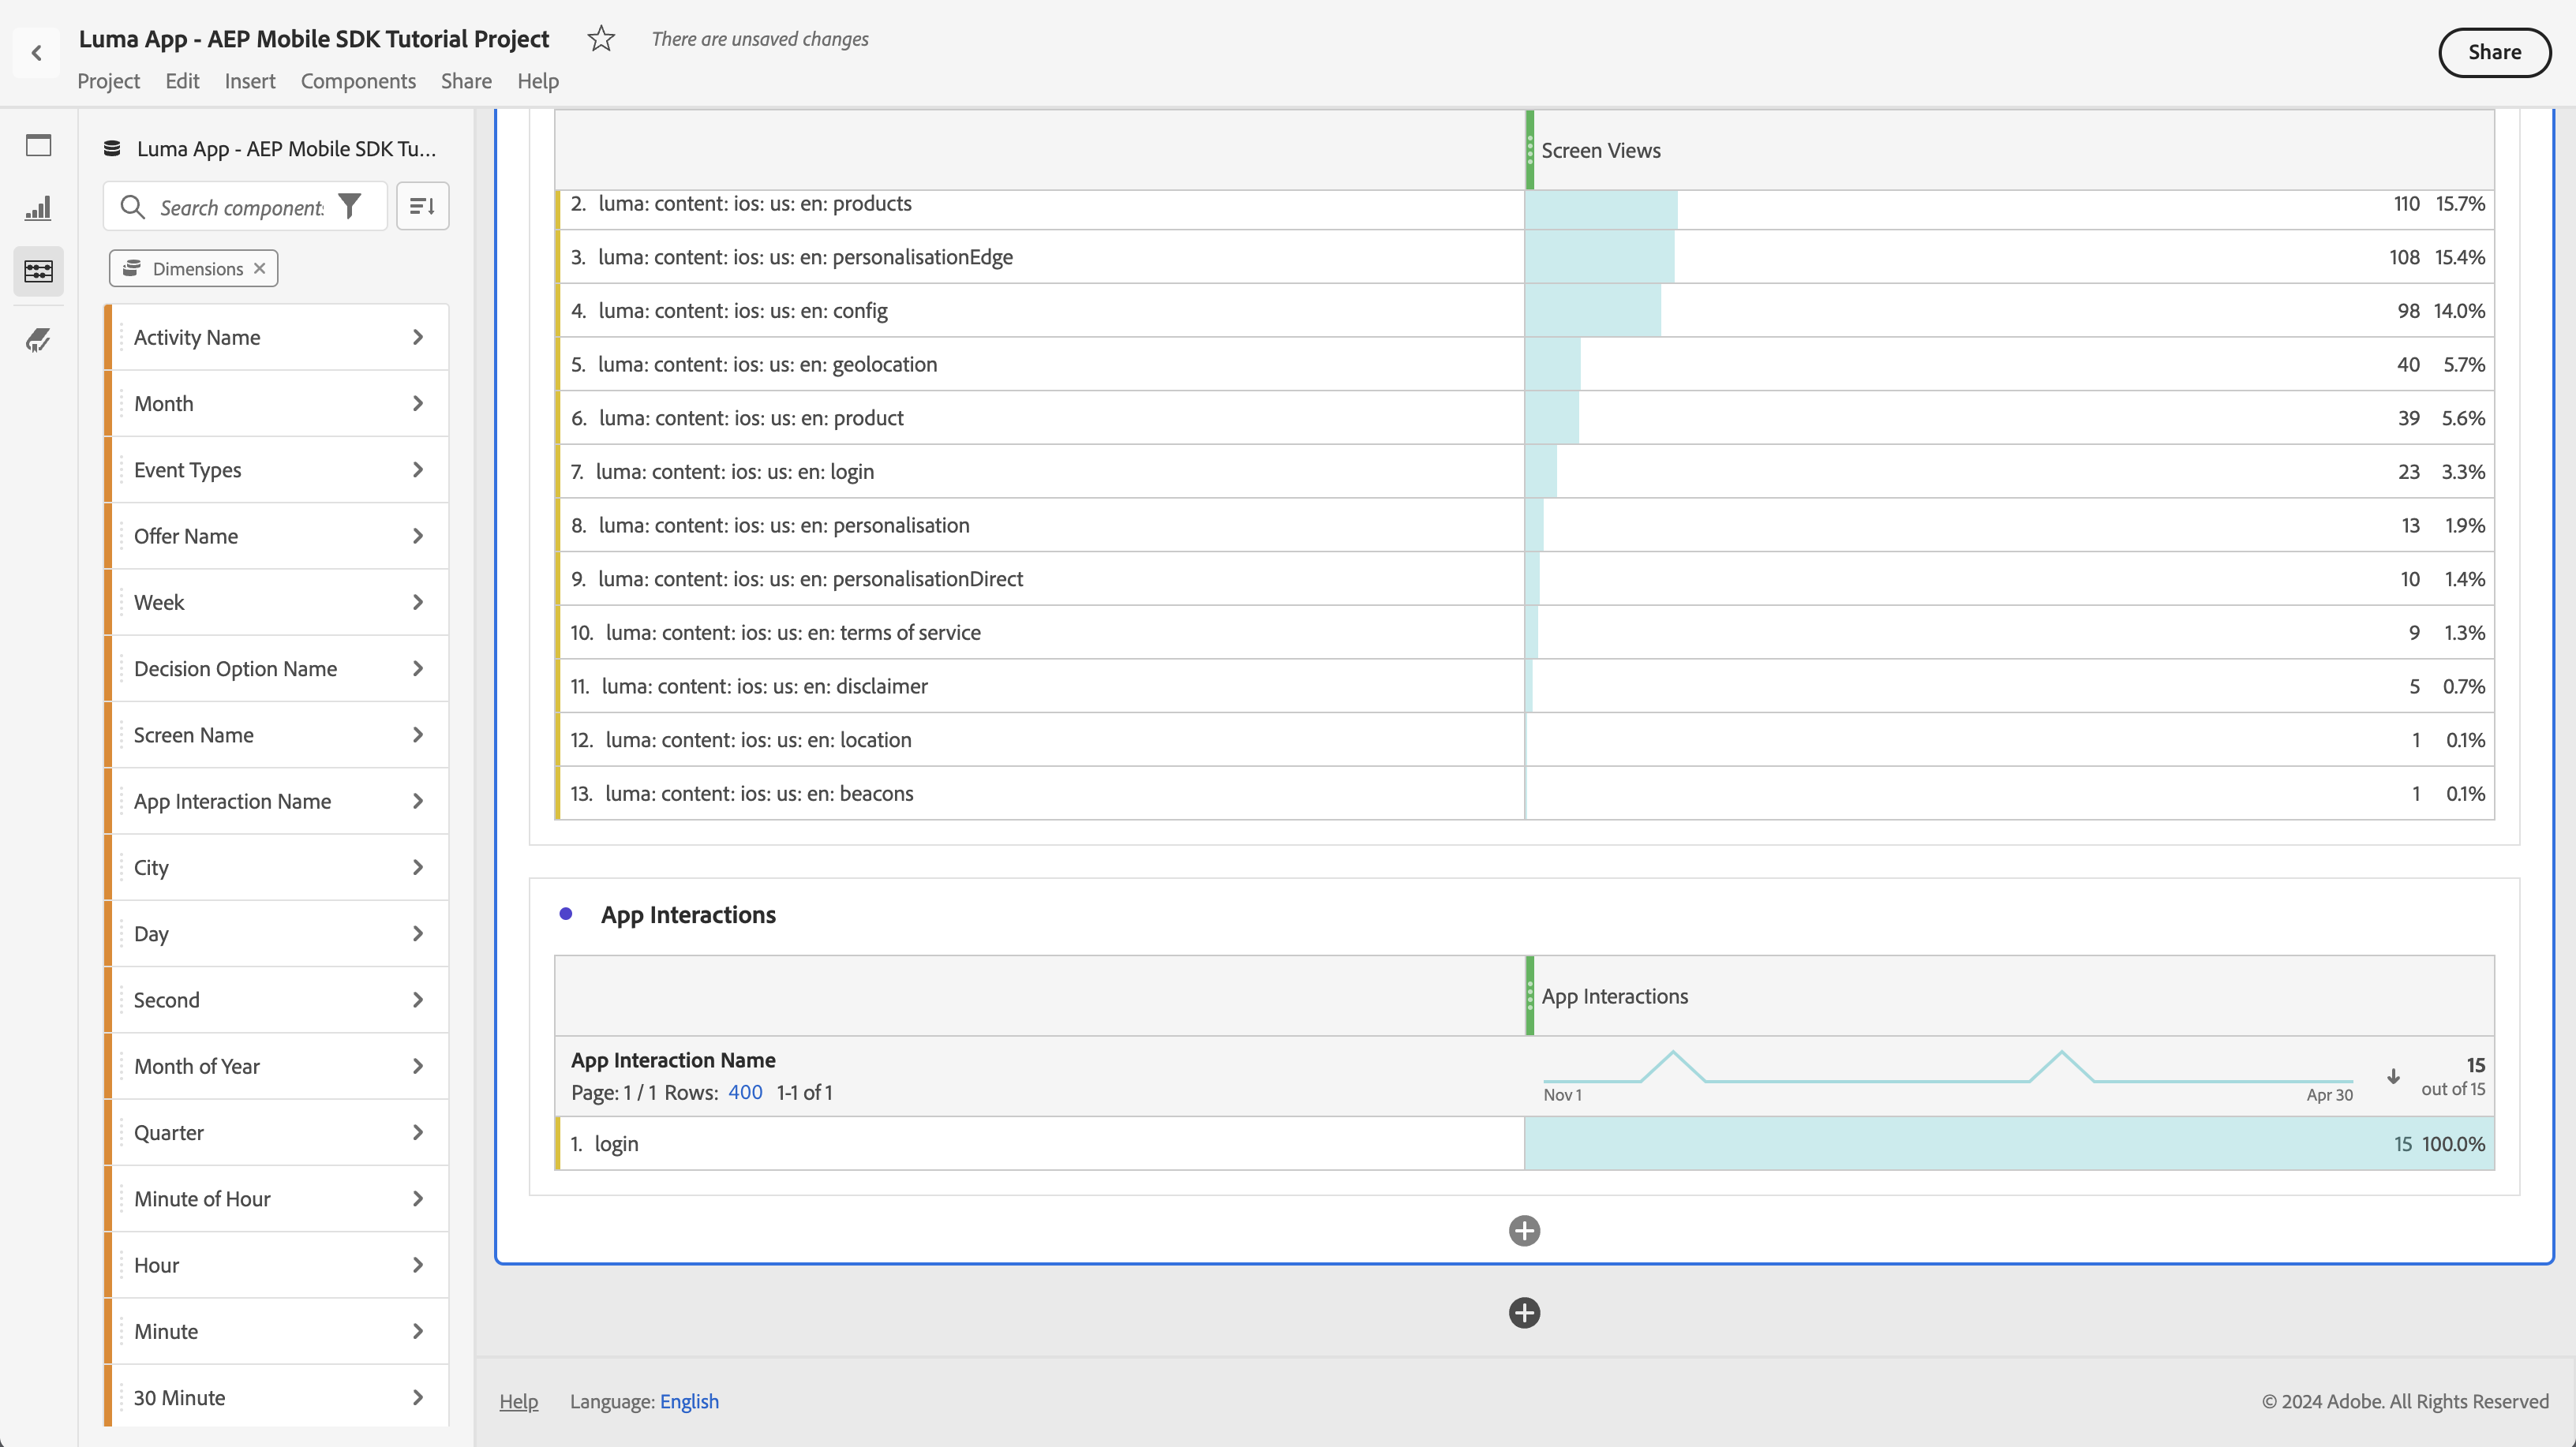 Luma App - AEP Mobile SDK Tutorial Project
There are unsaved changes
Share
Project Edit Insert Components Share Help
Luma App - AEP Mobile SDK Tu...
Search component:
Dimensions
Activity Name
Month
Event Types
Offer Name
Week
Decision Option Name
Screen Name
App Interaction Name
City
Day
Second
Month of Year
Quarter
Minute of Hour
Hour
Minute
30 Minute
Screen Views
2. luma: content: ios: us: en: products 110 15.7%
3. luma: content: ios: us: en: personalisationEdge 108 15.4%
4. luma: content: ios: us: en: config 98 14.0%
5. luma: content: ios: us: en: geolocation 40 5.7%
6. luma: content: ios: us: en: product 39 5.6%
7. luma: content: ios: us: en: login 23 3.3%
8. luma: content: ios: us: en: personalisation 13 1.9%
9. luma: content: ios: us: en: personalisationDirect 10 1.4%
10. luma: content: ios: us: en: terms of service 9 1.3%
11. luma: content: ios: us: en: disclaimer 5 0.7%
12. luma: content: ios: us: en: location 1 0.1%
13. luma: content: ios: us: en: beacons 1 0.1%
App Interactions
App Interactions
App Interaction Name
Page: 1 / 1 Rows: 400 1-1 of 1
Nov 1 Apr 30
15
out of 15
1. login 15 100.0%
Help Language: English
© 2024 Adobe. All Rights Reserved